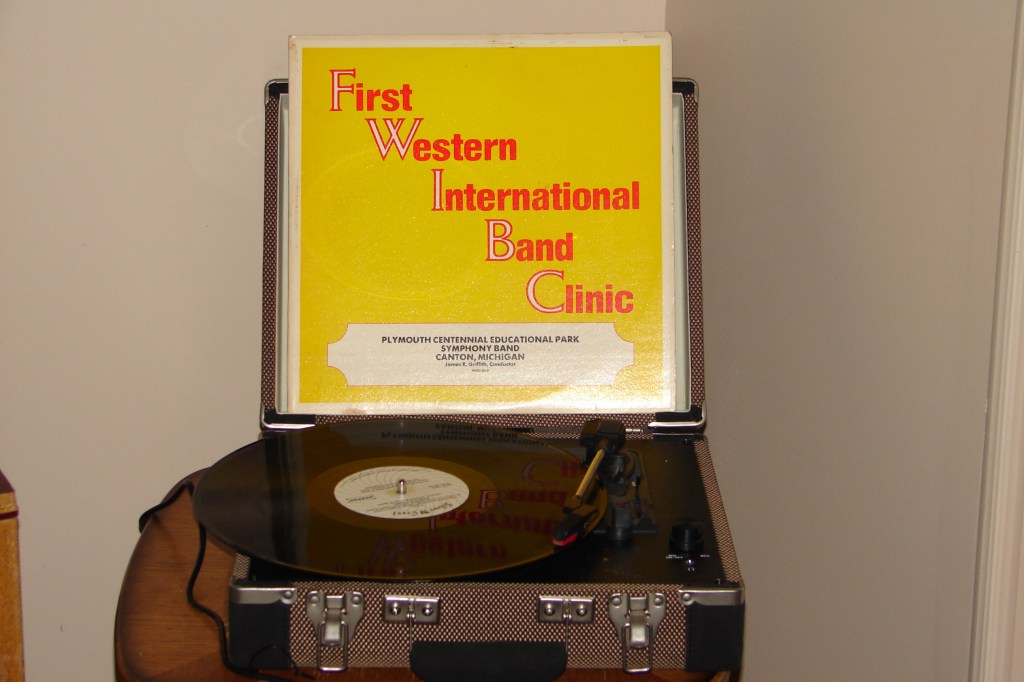 First
Western
International
Band
Clinic
PLYMOUTH CENTENNIAL EDUCATIONAL PARK
SYMPHONY BAND
CANTON, MICHIGAN
James R. Griffith, Conductor